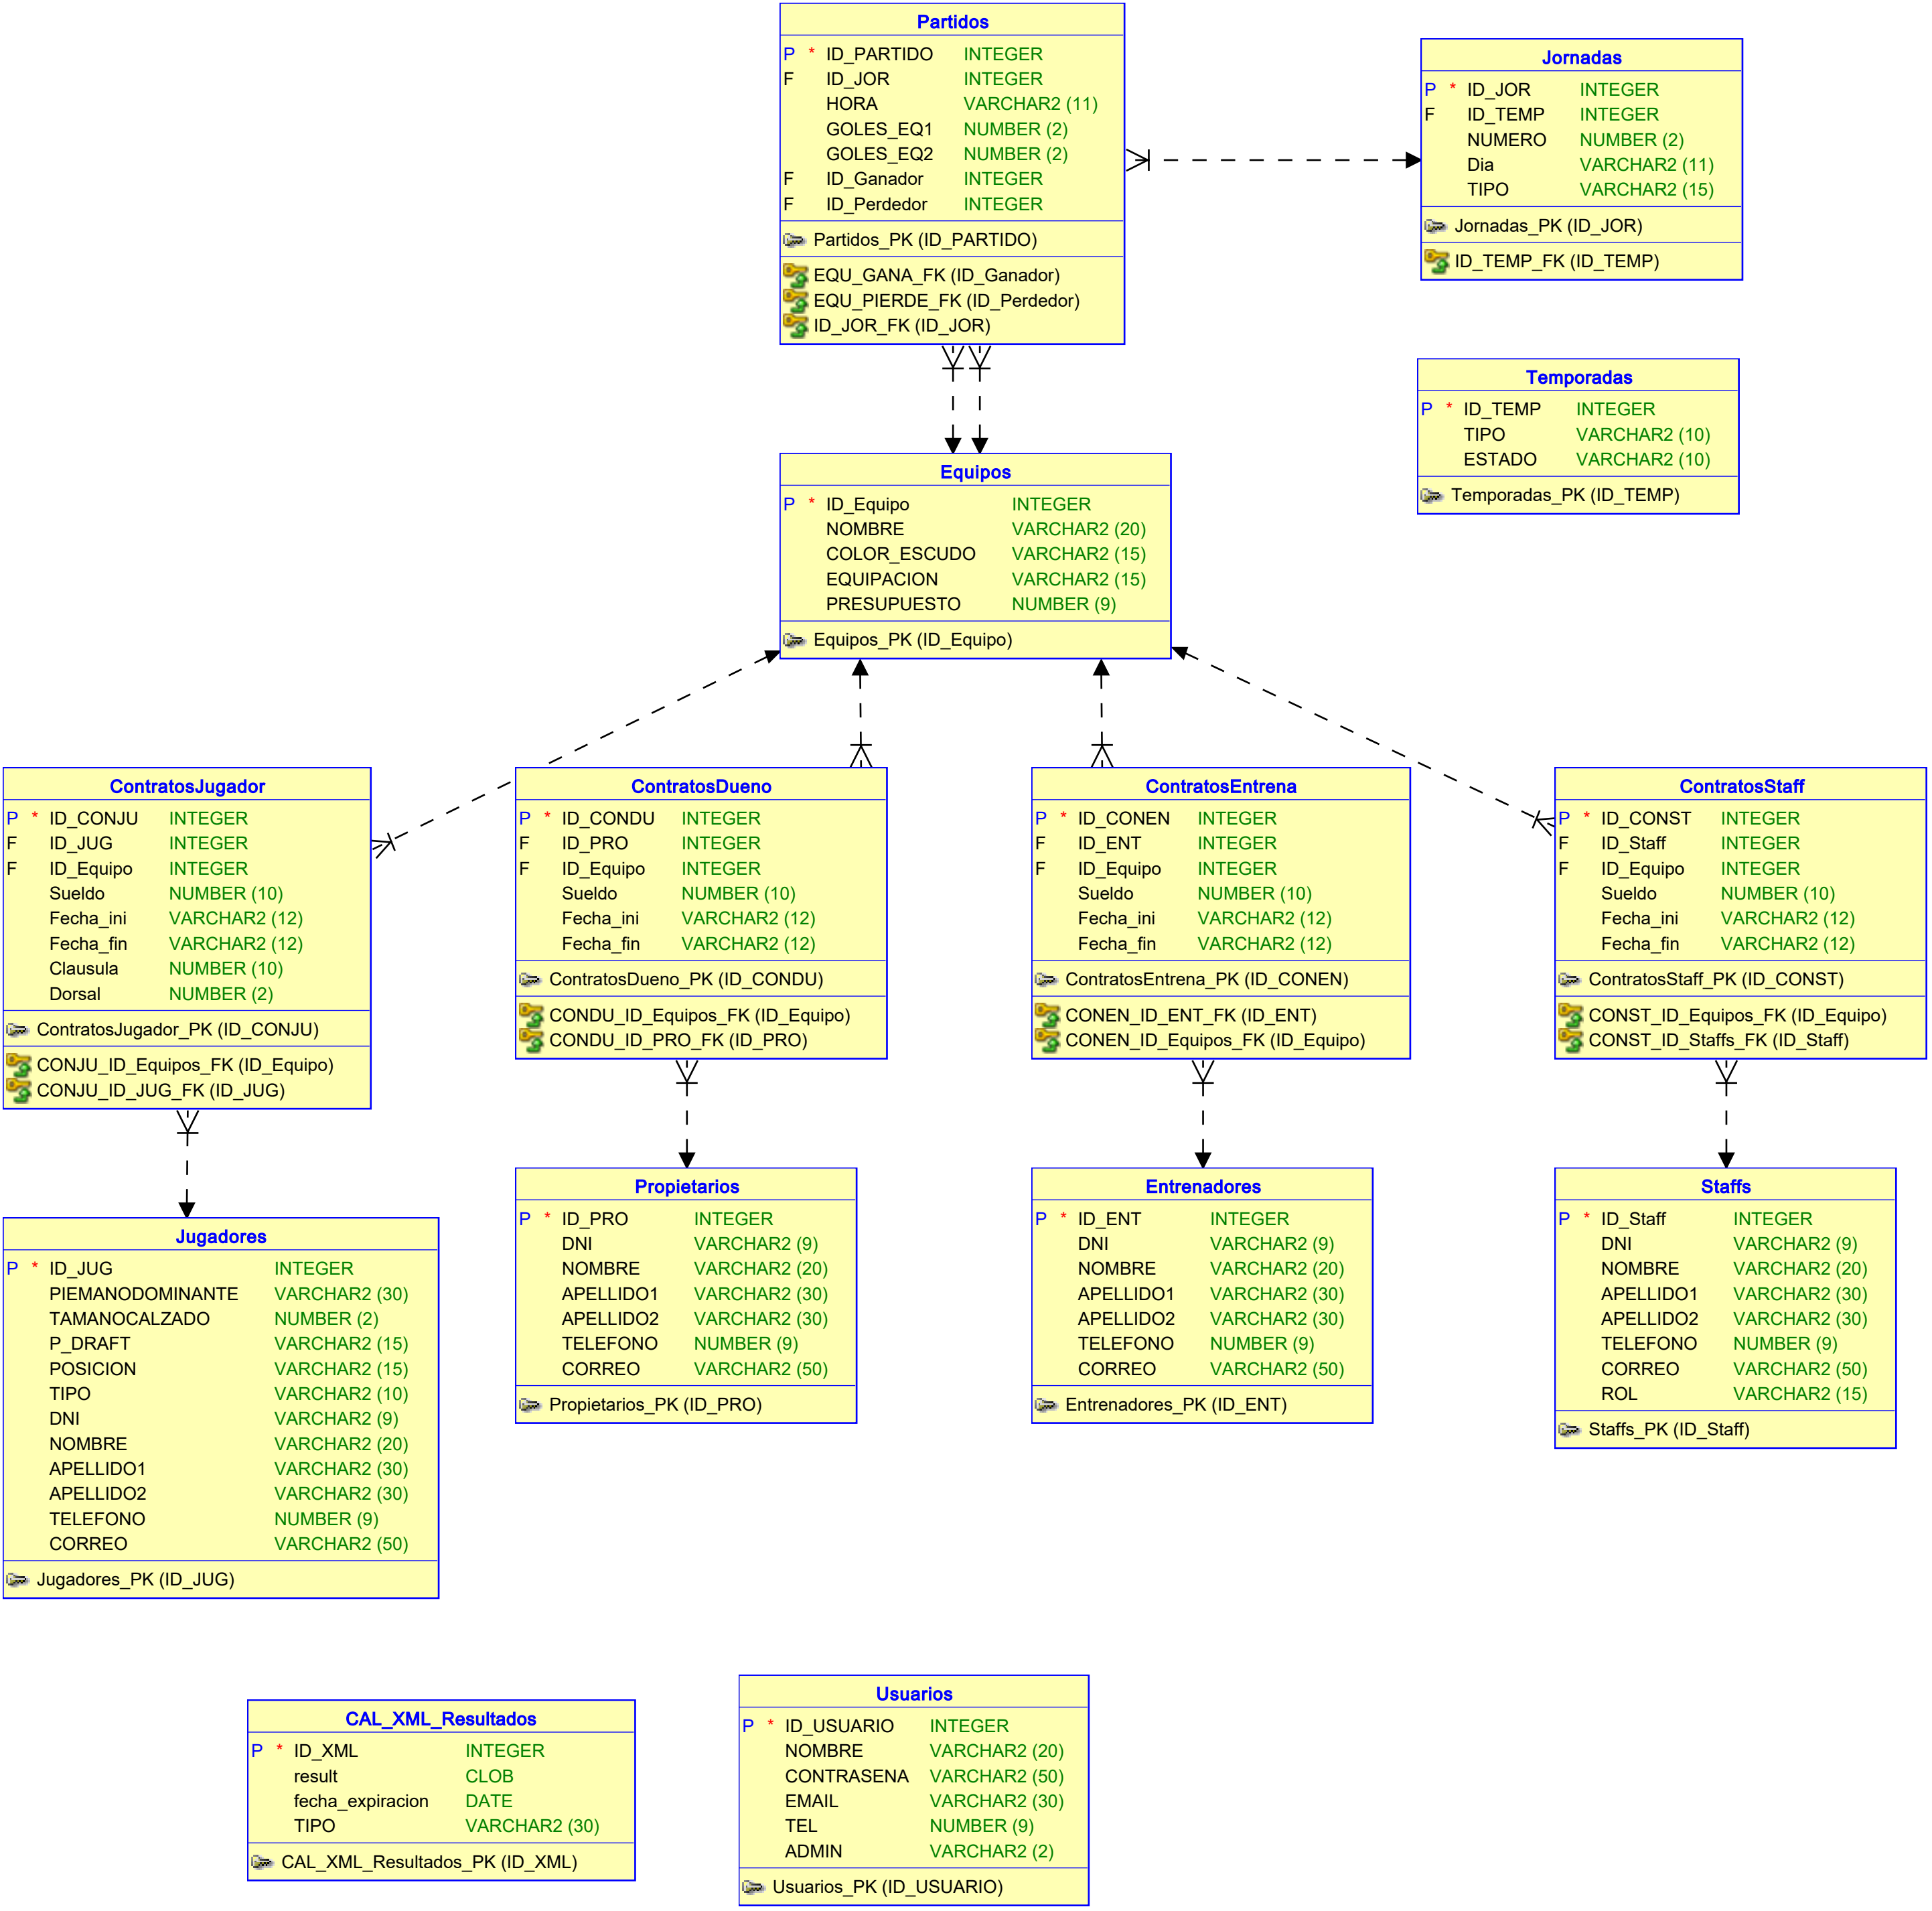 Partidos
P * ID_PARTIDO INTEGER
F ID_JOR INTEGER
HORA VARCHAR2 (11)
GOLES_EQ1 NUMBER (2)
GOLES_EQ2 NUMBER (2)
F ID_Ganador INTEGER
F ID_Perdedor INTEGER
Partidos_PK (ID_PARTIDO)
EQU_GANA_FK (ID_Ganador)
EQU_PIERDE_FK (ID_Perdedor)
ID_JOR_FK (ID_JOR)
Jornadas
P * ID_JOR INTEGER
F ID_TEMP INTEGER
NUMERO NUMBER (2)
Dia VARCHAR2 (11)
TIPO VARCHAR2 (15)
Jornadas_PK (ID_JOR)
ID_TEMP_FK (ID_TEMP)
Temporadas
P * ID_TEMP INTEGER
TIPO VARCHAR2 (10)
ESTADO VARCHAR2 (10)
Temporadas_PK (ID_TEMP)
Equipos
P * ID_Equipo INTEGER
NOMBRE VARCHAR2 (20)
COLOR_ESCUDO VARCHAR2 (15)
EQUIPACION VARCHAR2 (15)
PRESUPUESTO NUMBER (9)
Equipos_PK (ID_Equipo)
ContratosJugador
P * ID_CONJU INTEGER
F ID_JUG INTEGER
F ID_Equipo INTEGER
Sueldo NUMBER (10)
Fecha_ini VARCHAR2 (12)
Fecha_fin VARCHAR2 (12)
Clausula NUMBER (10)
Dorsal NUMBER (2)
ContratosJugador_PK (ID_CONJU)
CONJU_ID_Equipos_FK (ID_Equipo)
CONJU_ID_JUG_FK (ID_JUG)
ContratosDueno
P * ID_CONDU INTEGER
F ID_PRO INTEGER
F ID_Equipo INTEGER
Sueldo NUMBER (10)
Fecha_ini VARCHAR2 (12)
Fecha_fin VARCHAR2 (12)
ContratosDueno_PK (ID_CONDU)
CONDU_ID_Equipos_FK (ID_Equipo)
CONDU_ID_PRO_FK (ID_PRO)
ContratosEntrena
P * ID_CONEN INTEGER
F ID_ENT INTEGER
F ID_Equipo INTEGER
Sueldo NUMBER (10)
Fecha_ini VARCHAR2 (12)
Fecha_fin VARCHAR2 (12)
ContratosEntrena_PK (ID_CONEN)
CONEN_ID_ENT_FK (ID_ENT)
CONEN_ID_Equipos_FK (ID_Equipo)
ContratosStaff
P * ID_CONST INTEGER
F ID_Staff INTEGER
F ID_Equipo INTEGER
Sueldo NUMBER (10)
Fecha_ini VARCHAR2 (12)
Fecha_fin VARCHAR2 (12)
ContratosStaff_PK (ID_CONST)
CONST_ID_Equipos_FK (ID_Equipo)
CONST_ID_Staffs_FK (ID_Staff)
Jugadores
P * ID_JUG INTEGER
PIEMANODOMINANTE VARCHAR2 (30)
TAMANOCALZADO NUMBER (2)
P_DRAFT VARCHAR2 (15)
POSICION VARCHAR2 (15)
TIPO VARCHAR2 (10)
DNI VARCHAR2 (9)
NOMBRE VARCHAR2 (20)
APELLIDO1 VARCHAR2 (30)
APELLIDO2 VARCHAR2 (30)
TELEFONO NUMBER (9)
CORREO VARCHAR2 (50)
Jugadores_PK (ID_JUG)
Propietarios
P * ID_PRO INTEGER
DNI VARCHAR2 (9)
NOMBRE VARCHAR2 (20)
APELLIDO1 VARCHAR2 (30)
APELLIDO2 VARCHAR2 (30)
TELEFONO NUMBER (9)
CORREO VARCHAR2 (50)
Propietarios_PK (ID_PRO)
Entrenadores
P * ID_ENT INTEGER
DNI VARCHAR2 (9)
NOMBRE VARCHAR2 (20)
APELLIDO1 VARCHAR2 (30)
APELLIDO2 VARCHAR2 (30)
TELEFONO NUMBER (9)
CORREO VARCHAR2 (50)
Entrenadores_PK (ID_ENT)
Staffs
P * ID_Staff INTEGER
DNI VARCHAR2 (9)
NOMBRE VARCHAR2 (20)
APELLIDO1 VARCHAR2 (30)
APELLIDO2 VARCHAR2 (30)
TELEFONO NUMBER (9)
CORREO VARCHAR2 (50)
ROL VARCHAR2 (15)
Staffs_PK (ID_Staff)
CAL_XML_Resultados
P * ID_XML INTEGER
result CLOB
fecha_expiracion DATE
TIPO VARCHAR2 (30)
CAL_XML_Resultados_PK (ID_XML)
Usuarios
P * ID_USUARIO INTEGER
NOMBRE VARCHAR2 (20)
CONTRASENA VARCHAR2 (50)
EMAIL VARCHAR2 (30)
TEL NUMBER (9)
ADMIN VARCHAR2 (2)
Usuarios_PK (ID_USUARIO)